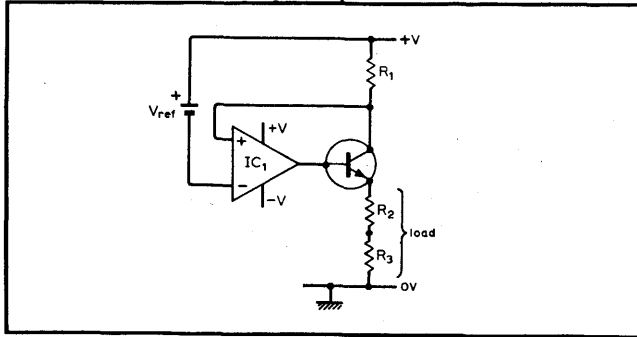 +V
R1
+
Vref
+V
+
IC1
−
−V
R2
load
R3
0V